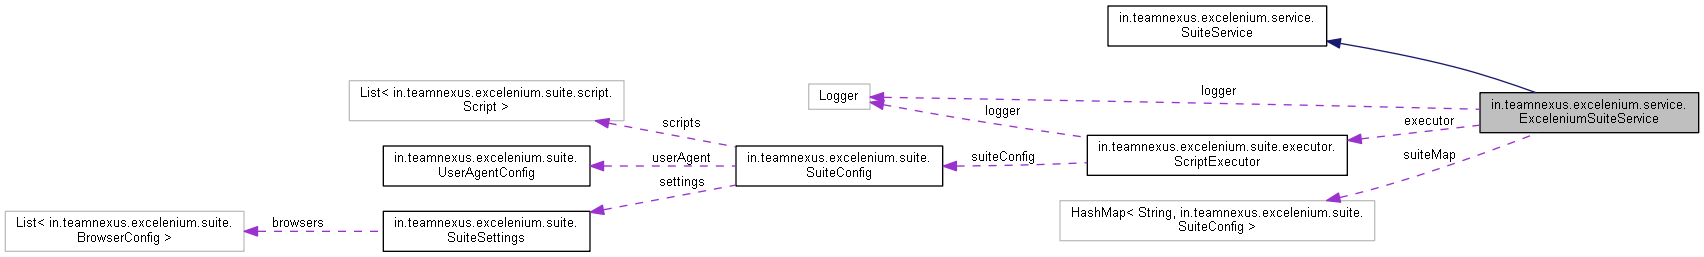 in.teamnexus.excelenium.service.
SuiteService
List< in.teamnexus.excelenium.suite.script.
Script >
Logger
logger
in.teamnexus.excelenium.service.
ExceleniumSuiteService
logger
executor
scripts
in.teamnexus.excelenium.suite.executor.
ScriptExecutor
in.teamnexus.excelenium.suite.
UserAgentConfig
userAgent
in.teamnexus.excelenium.suite.
SuiteConfig
suiteConfig
suiteMap
settings
List< in.teamnexus.excelenium.suite.
BrowserConfig >
browsers
in.teamnexus.excelenium.suite.
SuiteSettings
HashMap< String, in.teamnexus.excelenium.suite.
SuiteConfig >